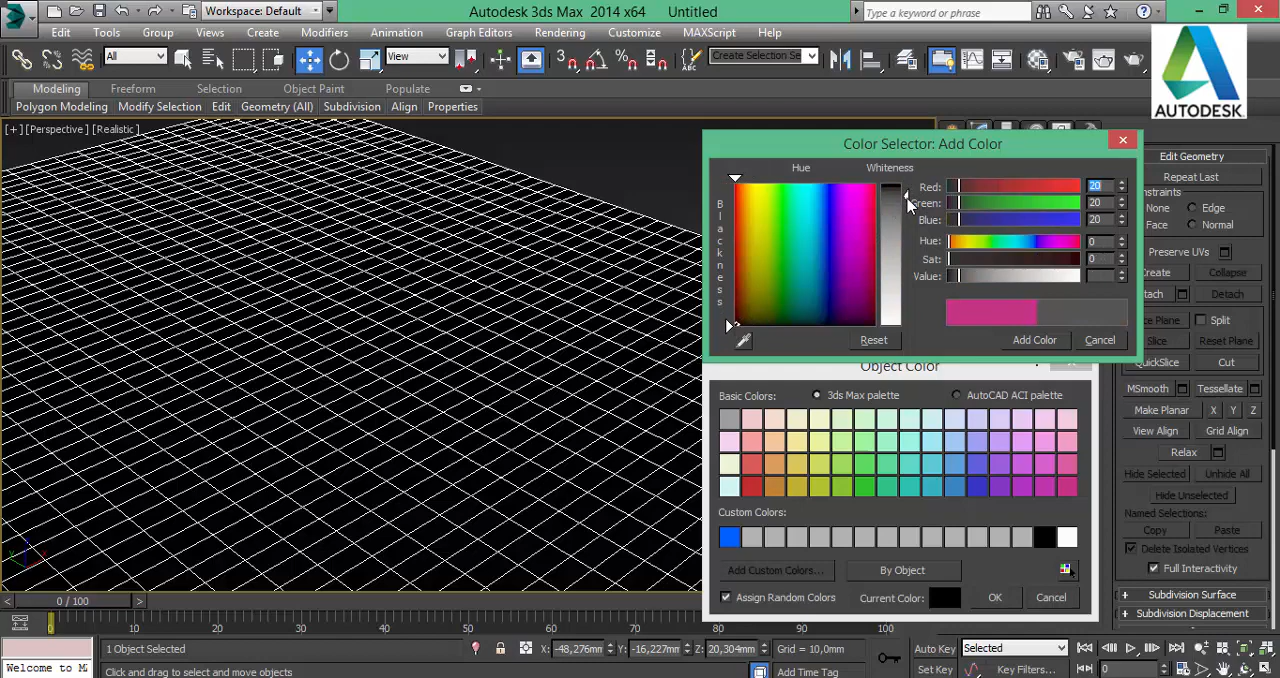 Workspace: Default
Autodesk 3ds Max 2014 x64 Untitled
Type a keyword or phrase
Edit Tools Group Views Create Modifiers Animation Graph Editors Rendering Customize MAXScript Help
All
View
3
Create Selection Se
AUTODESK
Modeling Freeform Selection Object Paint Populate
Polygon Modeling Modify Selection Edit Geometry (All) Subdivision Align Properties
[+] [Perspective] [Realistic]
Color Selector: Add Color
Hue Whiteness
Blackness
Red: 20
Green: 20
Blue: 20
Hue: 0
Sat: 0
Value:
Reset Add Color Cancel
Object Color
Basic Colors: 3ds Max palette AutoCAD ACI palette
Custom Colors:
Add Custom Colors... By Object
Assign Random Colors Current Color: OK Cancel
Edit Geometry
Repeat Last
onstraints
None Edge
Face Normal
Preserve UVs
Create Collapse
tach Detach
ice Plane Split
Slice Reset Plane
QuickSlice Cut
MSmooth Tessellate
Make Planar X Y Z
View Align Grid Align
Relax
Hide Selected Unhide All
Hide Unselected
Named Selections:
Copy Paste
Delete Isolated Vertices
Full Interactivity
+ Subdivision Surface
+ Subdivision Displacement
< 0 / 100 >
0 10 20 30 40 50 60 70 80 90 100
1 Object Selected X: -48,276mm Y: -16,227mm Z: 20,304mm Grid = 10,0mm Auto Key Selected
Welcome to M Click and drag to select and move objects Add Time Tag Set Key Key Filters... 0